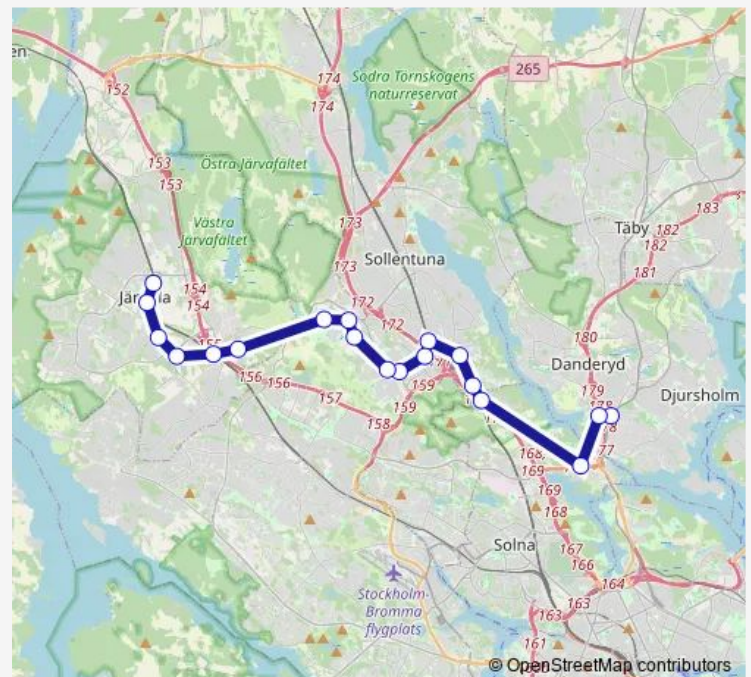 en
152
174
174
265
Södra Törnskogens
naturreservat
Östra Järvafältet
153
153
Västra
Järvafältet
173
173
183
Täby
182
182
181
Sollentuna
154
154
172
172
180
Danderyd
156
156
157
158
159
159
179
Djursholm
168
169
169
168
167
166
Solna
164
163
163
161
Stockholm-
Bromma
flygplats
© OpenStreetMap contributors